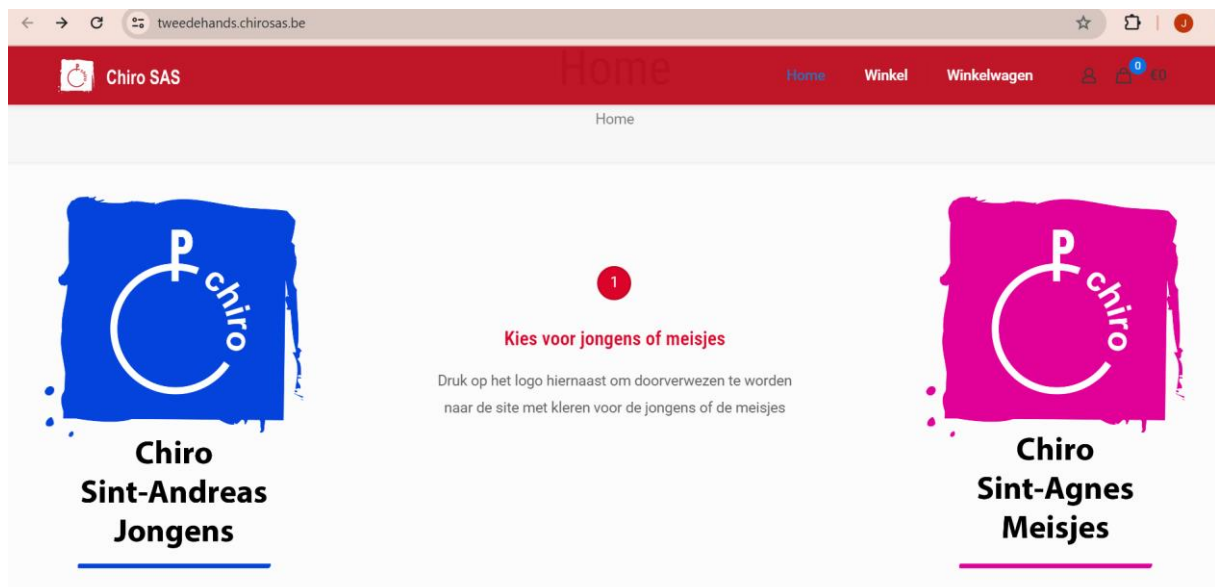 tweedehands.chirosas.be
J
Chiro SAS
Home
Home
Winkel
Winkelwagen
0
€0
Home
P chiro
Chiro
Sint-Andreas
Jongens
1
Kies voor jongens of meisjes
Druk op het logo hiernaast om doorverwezen te worden
naar de site met kleren voor de jongens of de meisjes
P chiro
Chiro
Sint-Agnes
Meisjes